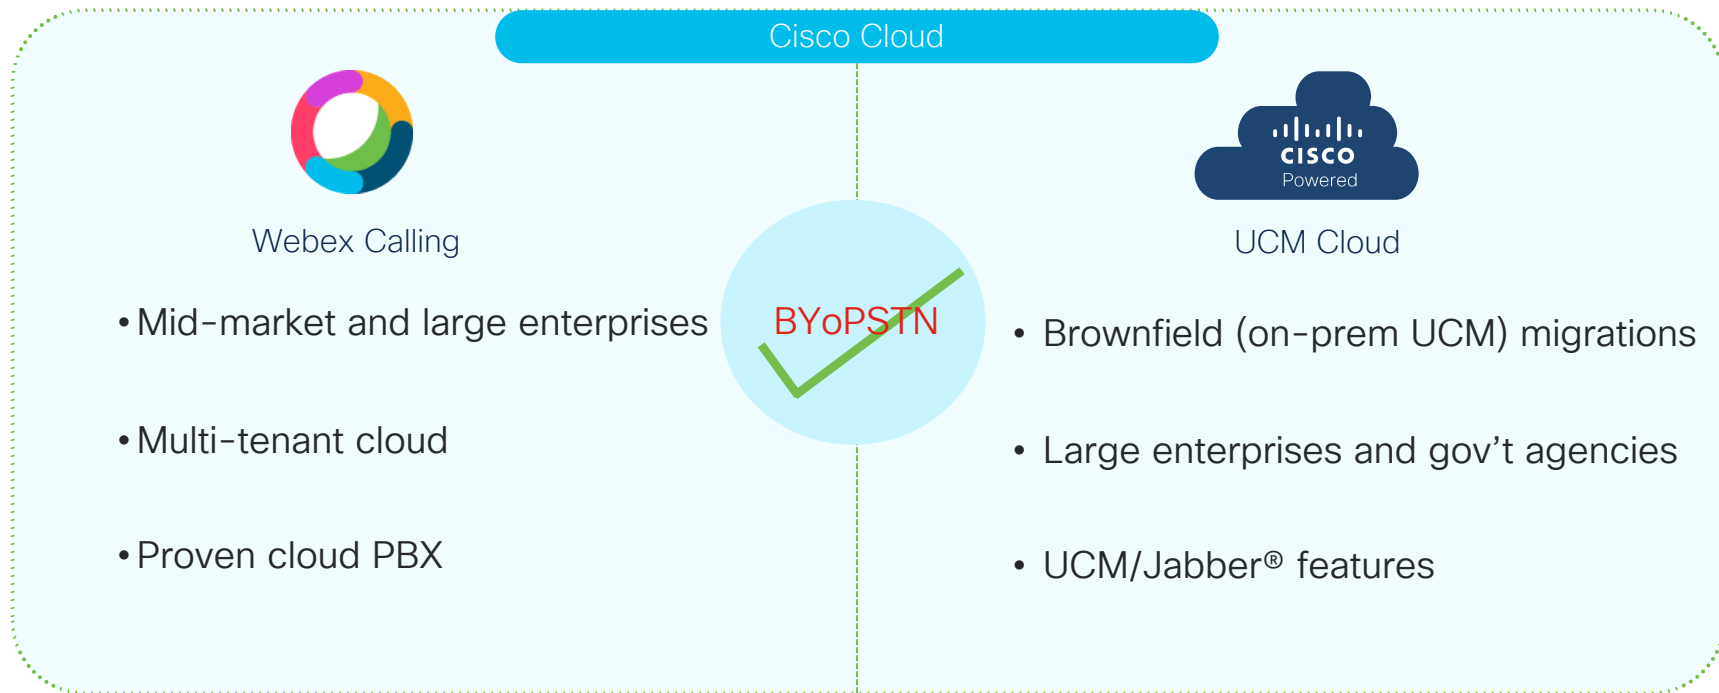 Cisco Cloud
Webex Calling
• Mid-market and large enterprises
• Multi-tenant cloud
• Proven cloud PBX
BYoPSTN
CISCO
Powered
UCM Cloud
• Brownfield (on-prem UCM) migrations
• Large enterprises and gov’t agencies
• UCM/Jabber® features